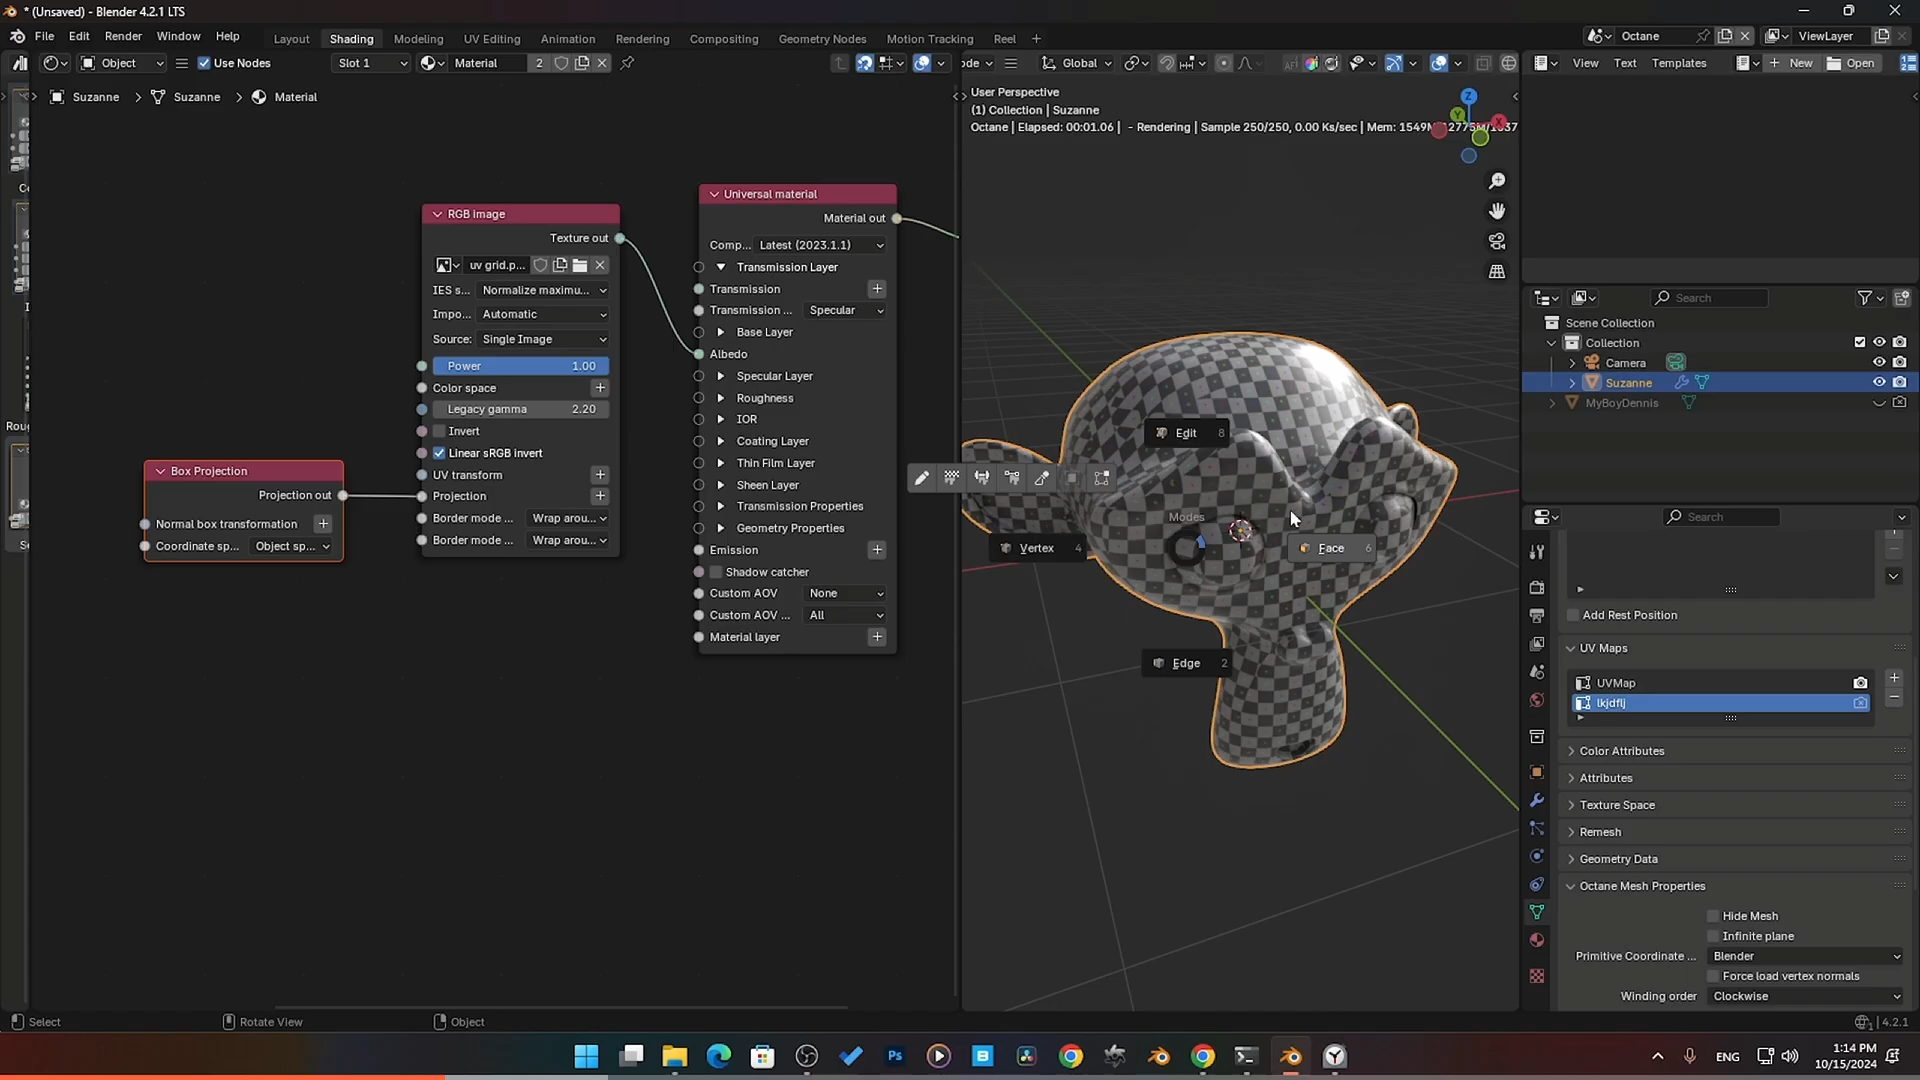 * (Unsaved) - Blender 4.2.1 LTS
File Edit Render Window Help
Layout Shading Modeling UV Editing Animation Rendering Compositing Geometry Nodes Motion Tracking Reel
Octane
ViewLayer
Object
Use Nodes
Slot 1
Material 2
ode
Global
View Text Templates
New
Open
Suzanne > Suzanne > Material
User Perspective
(1) Collection | Suzanne
Octane | Elapsed: 00:01.06 | - Rendering | Sample 250/250, 0.00 Ks/sec | Mem: 1549M
Z
Y
X
RGB image
Texture out
uv grid.p...
IES s... Normalize maximu...
Impo... Automatic
Source: Single Image
Power 1.00
Color space
Legacy gamma 2.20
Invert
Linear sRGB invert
UV transform
Projection
Border mode ... Wrap arou...
Border mode ... Wrap arou...
Box Projection
Projection out
Normal box transformation
Coordinate sp... Object sp...
Universal material
Material out
Comp... Latest (2023.1.1)
Transmission Layer
Transmission
Transmission ... Specular
Base Layer
Albedo
Specular Layer
Roughness
IOR
Coating Layer
Thin Film Layer
Sheen Layer
Transmission Properties
Geometry Properties
Emission
Shadow catcher
Custom AOV None
Custom AOV ... All
Material layer
Edit 8
Modes
Vertex 4
Face 6
Edge 2
Search
Scene Collection
Collection
Camera
Suzanne
MyBoyDennis
Search
Add Rest Position
UV Maps
UVMap
lkjdflj
Color Attributes
Attributes
Texture Space
Remesh
Geometry Data
Octane Mesh Properties
Hide Mesh
Infinite plane
Primitive Coordinate ... Blender
Force load vertex normals
Winding order Clockwise
Select
Rotate View
Object
4.2.1
Ps
B
ENG
1:14 PM
10/15/2024